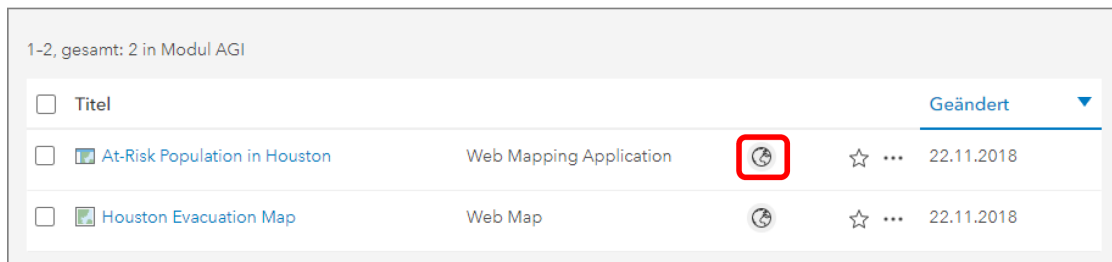 1–2, gesamt: 2 in Modul AGI
Titel Geändert
At-Risk Population in Houston Web Mapping Application 22.11.2018
Houston Evacuation Map Web Map 22.11.2018